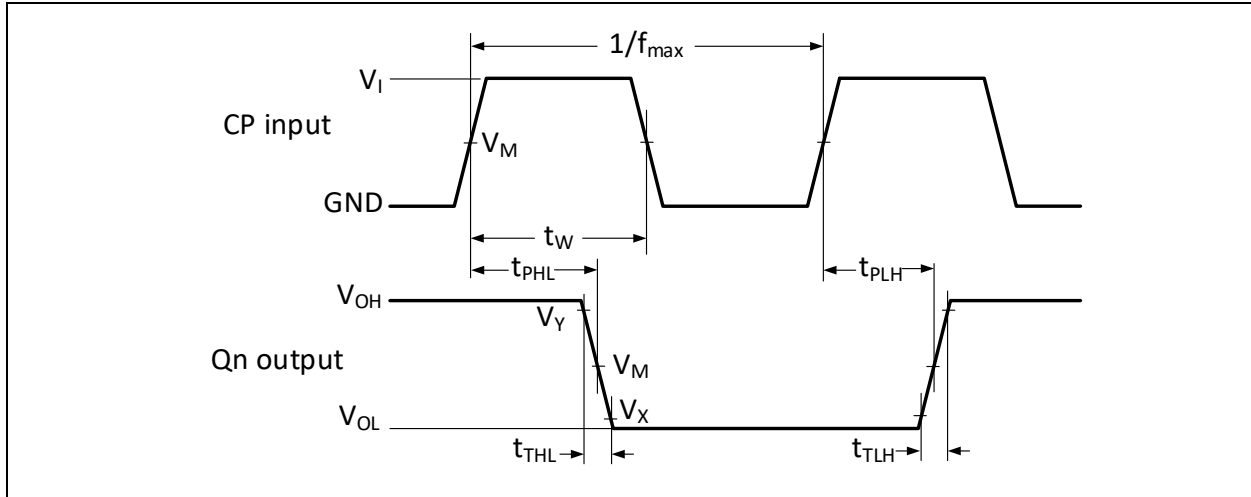 1/fmax
VI
CP input
VM
GND
tW
tPHL
tPLH
VOH
VY
Qn output
VM
VX
VOL
tTHL
tTLH